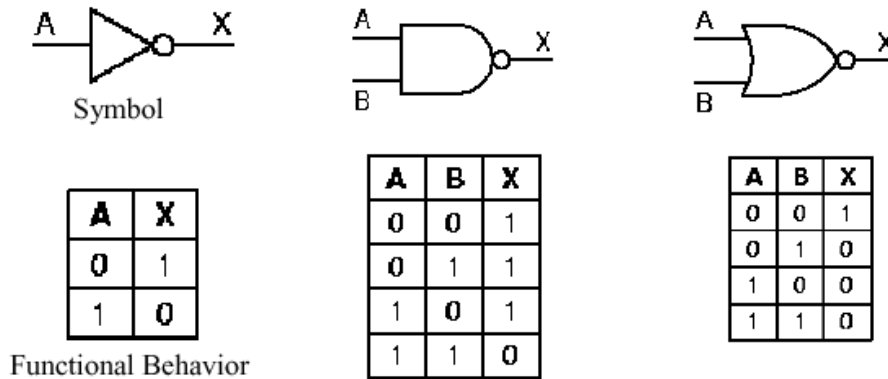 A X
Symbol
A X
0 1
1 0
Functional Behavior
A
X
B
A B X
0 0 1
0 1 1
1 0 1
1 1 0
A
X
B
A B X
0 0 1
0 1 0
1 0 0
1 1 0